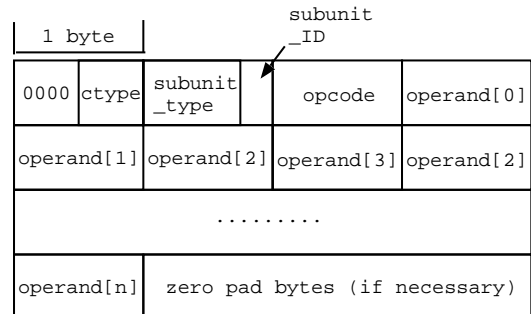 subunit
_ID
1 byte
0000 ctype subunit
_type opcode operand[0]
operand[1] operand[2] operand[3] operand[2]
.........
operand[n] zero pad bytes (if necessary)